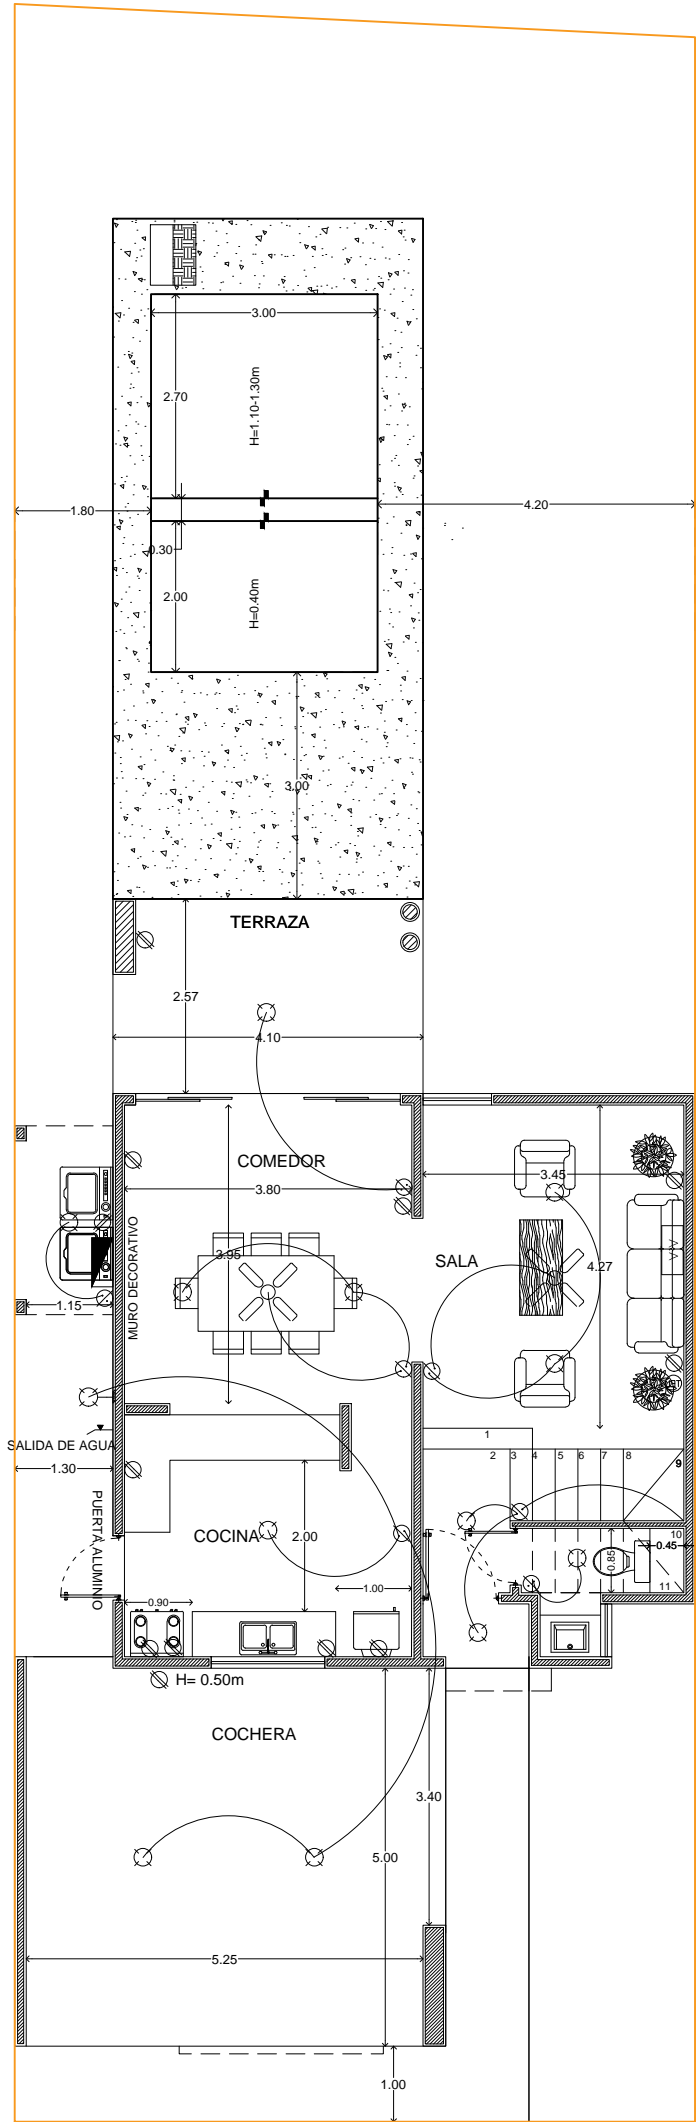 3.00
2.70
H=1.10-1.30m
1.80
4.20
0.30
2.00
H=0.40m
3.00
TERRAZA
2.57
4.10
COMEDOR
3.80
3.45
MURO DECORATIVO
3.95
SALA
4.27
A/A
1.15
1
SALIDA DE AGUA
2 3 4 5 6 7 8
9
1.30
PUERTA ALUMINIO
COCINA
2.00
0.85
10
0.45
1.00
11
0.90
H= 0.50m
COCHERA
3.40
5.00
5.25
1.00